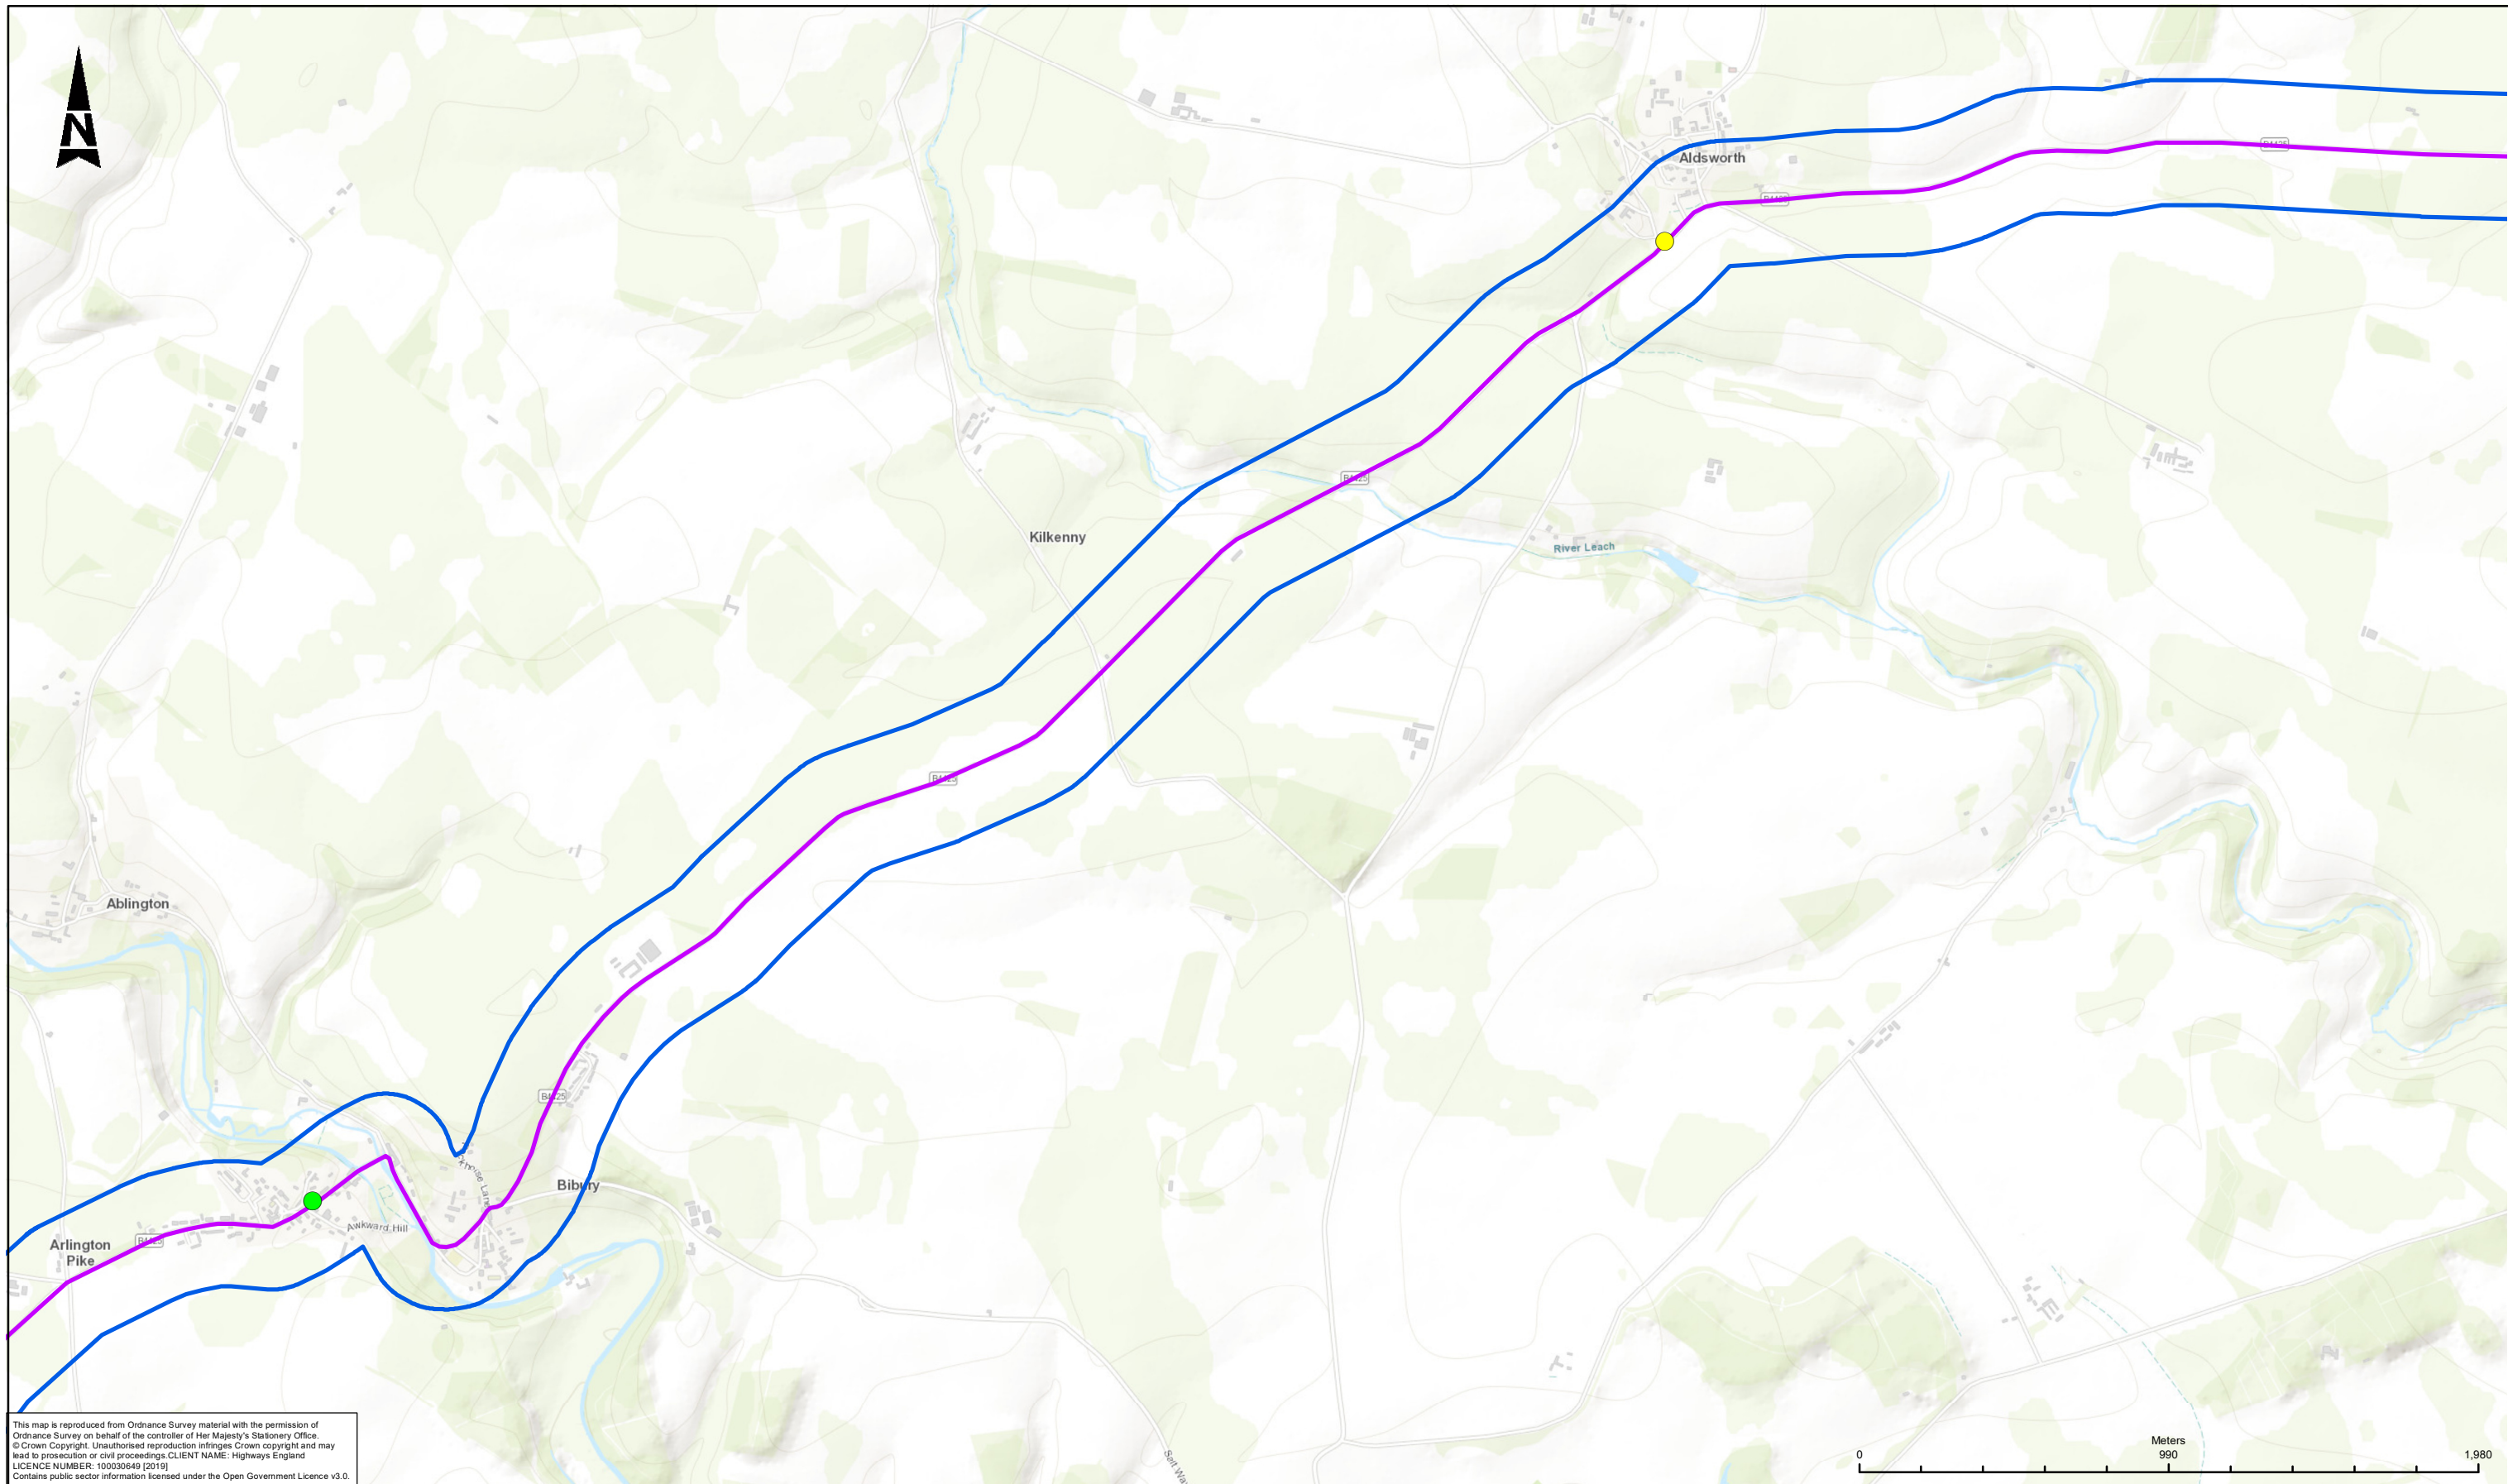 N
Aldsworth
B4425
Kilkenny
River Leach
B4425
Ablington
B4425
Bibury
Awkward Hill
Arlington
Pike
Salt Way
Meters
0 990 1,980
This map is reproduced from Ordnance Survey material with the permission of
Ordnance Survey on behalf of the controller of Her Majesty's Stationery Office.
© Crown Copyright. Unauthorised reproduction infringes Crown copyright and may
lead to prosecution or civil proceedings.CLIENT NAME: Highways England
LICENCE NUMBER: 100030649 [2019]
Contains public sector information licensed under the Open Government Licence v3.0.